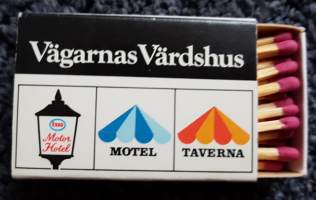 Vägarnas Värdshus
Esso
Motor
Hotel
MOTEL
TAVERNA